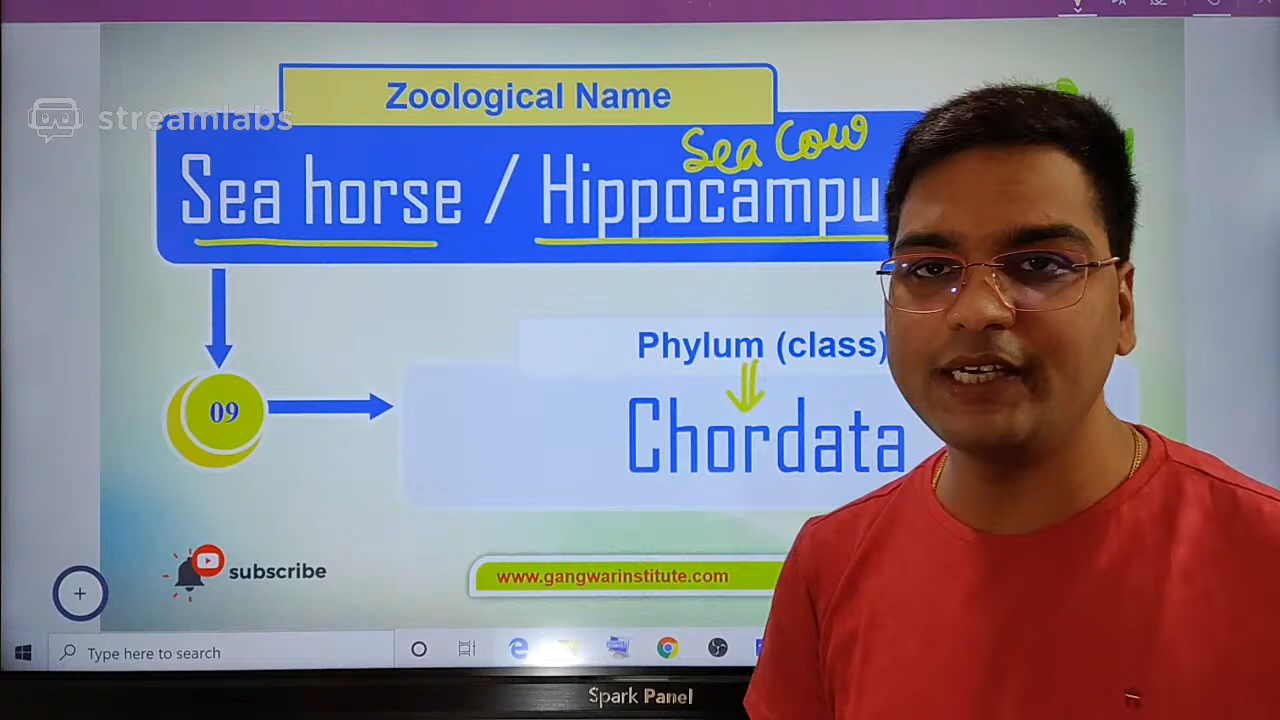 streamlabs
Zoological Name
Sea Cow
Sea horse / Hippocampu
Phylum (class)
Chordata
09
subscribe
www.gangwarinstitute.com
Type here to search
Spark Panel